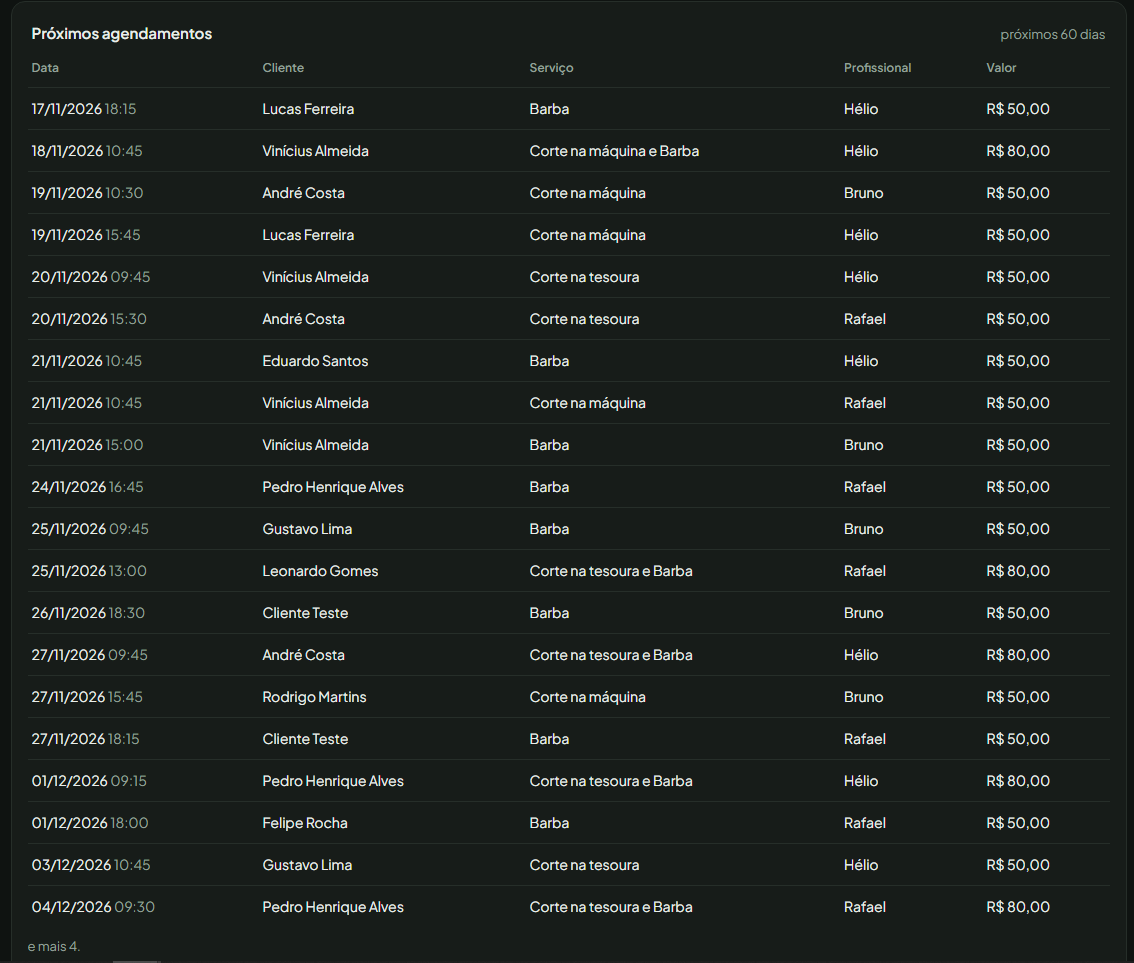 Próximos agendamentos próximos 60 dias
Data Cliente Serviço Profissional Valor
17/11/2026 18:15 Lucas Ferreira Barba Hélio R$ 50,00
18/11/2026 10:45 Vinícius Almeida Corte na máquina e Barba Hélio R$ 80,00
19/11/2026 10:30 André Costa Corte na máquina Bruno R$ 50,00
19/11/2026 15:45 Lucas Ferreira Corte na máquina Hélio R$ 50,00
20/11/2026 09:45 Vinícius Almeida Corte na tesoura Hélio R$ 50,00
20/11/2026 15:30 André Costa Corte na tesoura Rafael R$ 50,00
21/11/2026 10:45 Eduardo Santos Barba Hélio R$ 50,00
21/11/2026 10:45 Vinícius Almeida Corte na máquina Rafael R$ 50,00
21/11/2026 15:00 Vinícius Almeida Barba Bruno R$ 50,00
24/11/2026 16:45 Pedro Henrique Alves Barba Rafael R$ 50,00
25/11/2026 09:45 Gustavo Lima Barba Bruno R$ 50,00
25/11/2026 13:00 Leonardo Gomes Corte na tesoura e Barba Rafael R$ 80,00
26/11/2026 18:30 Cliente Teste Barba Bruno R$ 50,00
27/11/2026 09:45 André Costa Corte na tesoura e Barba Hélio R$ 80,00
27/11/2026 15:45 Rodrigo Martins Corte na máquina Bruno R$ 50,00
27/11/2026 18:15 Cliente Teste Barba Rafael R$ 50,00
01/12/2026 09:15 Pedro Henrique Alves Corte na tesoura e Barba Hélio R$ 80,00
01/12/2026 18:00 Felipe Rocha Barba Rafael R$ 50,00
03/12/2026 10:45 Gustavo Lima Corte na tesoura Hélio R$ 50,00
04/12/2026 09:30 Pedro Henrique Alves Corte na tesoura e Barba Rafael R$ 80,00
e mais 4.